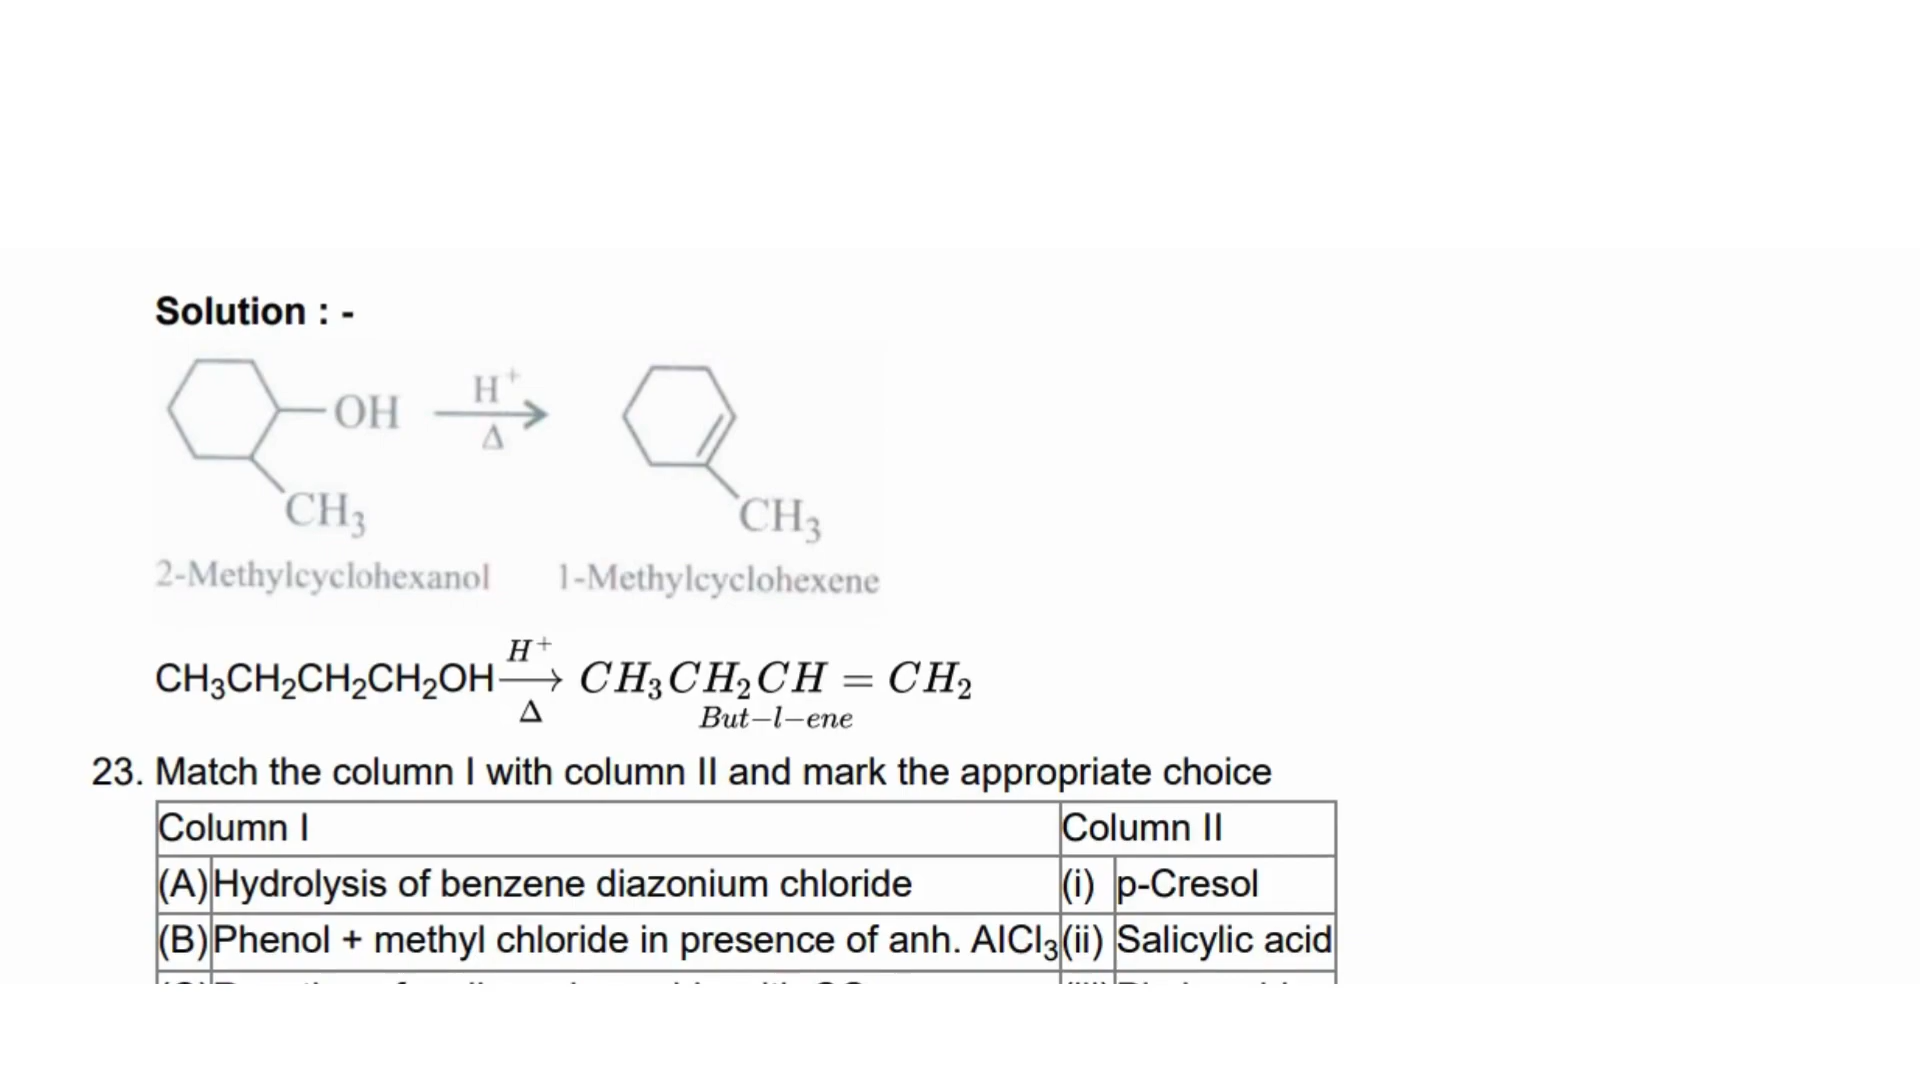 Solution : -
OH
H+
Δ
CH3
CH3
2-Methylcyclohexanol 1-Methylcyclohexene
CH3CH2CH2CH2OH H+ → Δ CH3CH2CH = CH2
But–l–ene
23. Match the column I with column II and mark the appropriate choice
Column I Column II
(A) Hydrolysis of benzene diazonium chloride (i) p-Cresol
(B) Phenol + methyl chloride in presence of anh. AlCl3 (ii) Salicylic acid